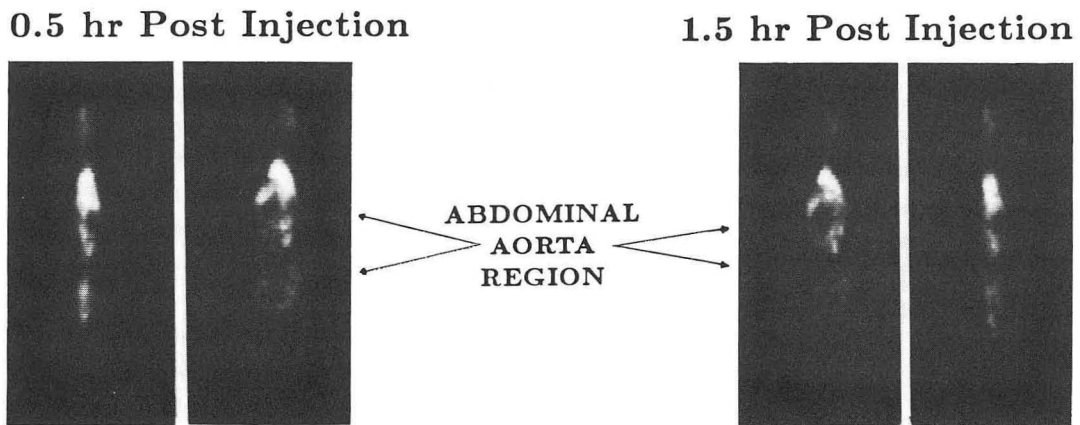 0.5 hr Post Injection
1.5 hr Post Injection
ABDOMINAL
AORTA
REGION